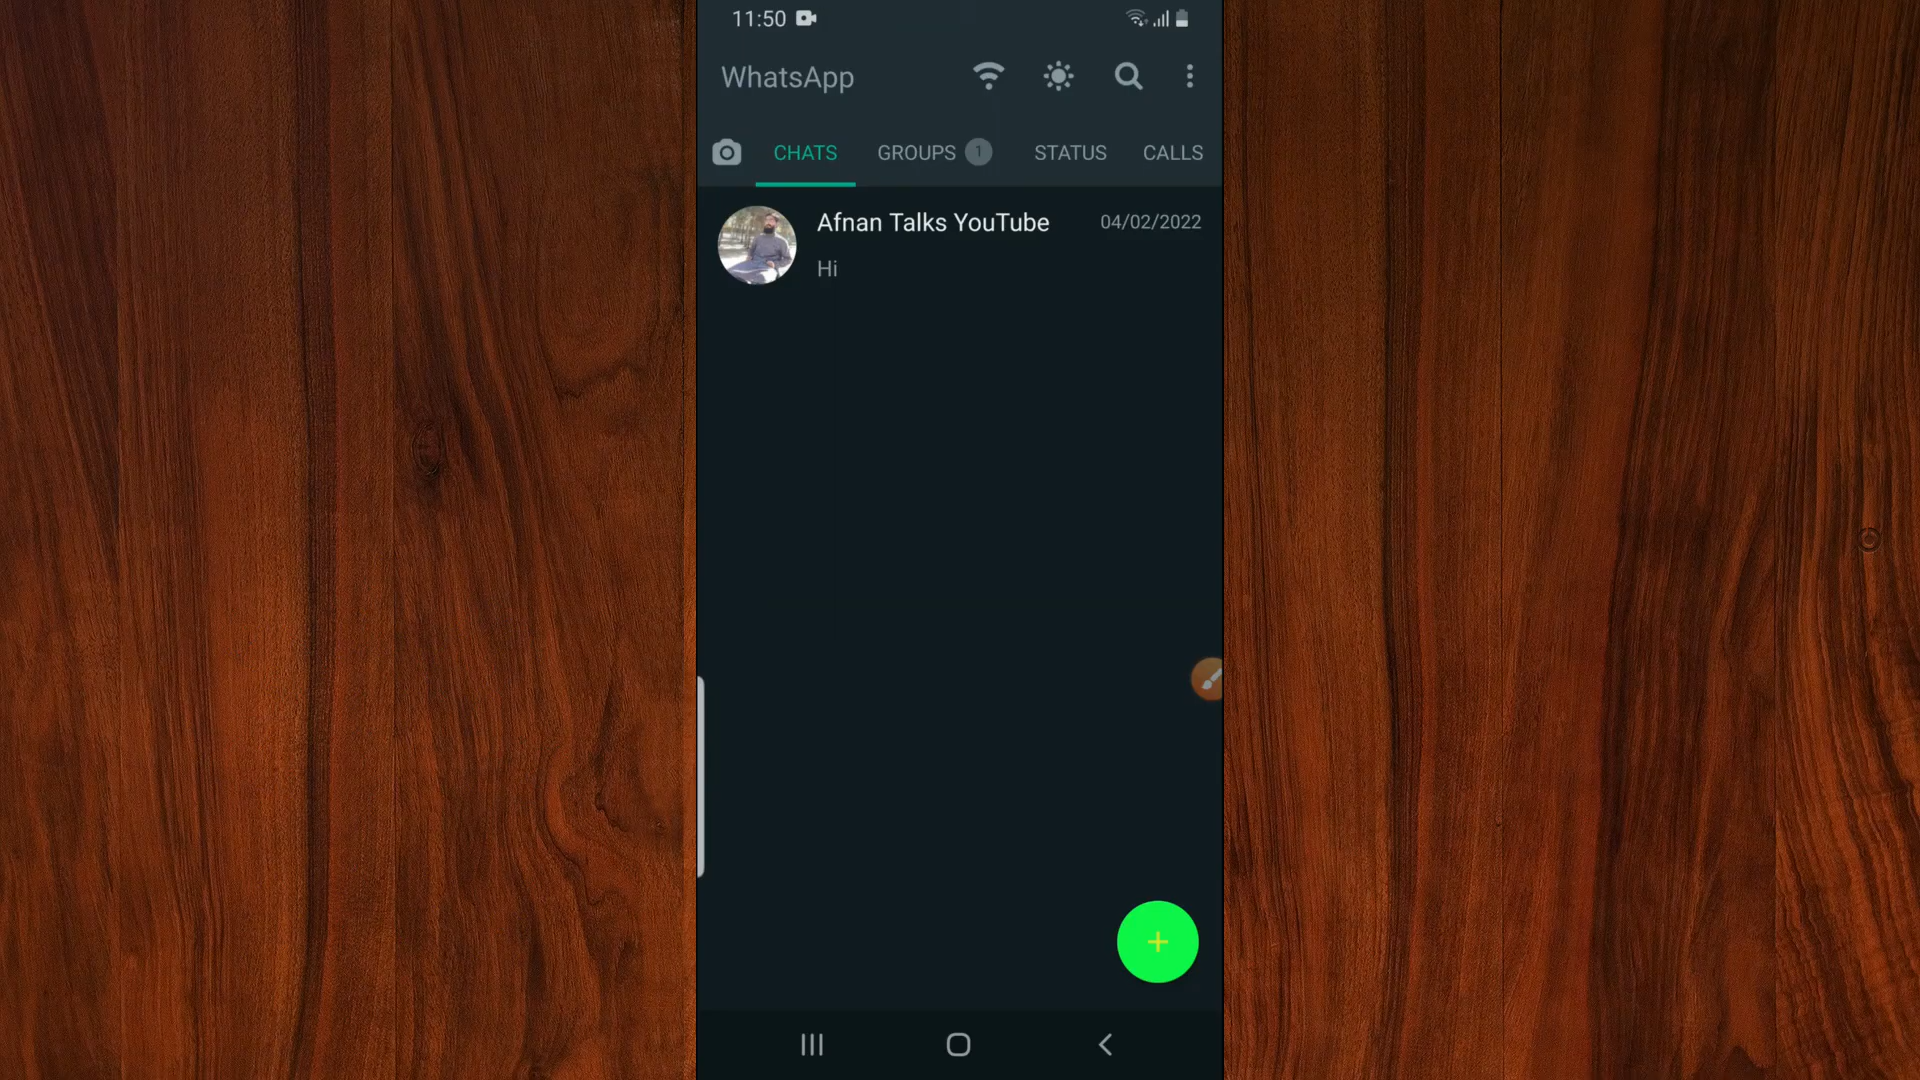 11:50
WhatsApp
CHATS GROUPS 1 STATUS CALLS
Afnan Talks YouTube 04/02/2022
Hi